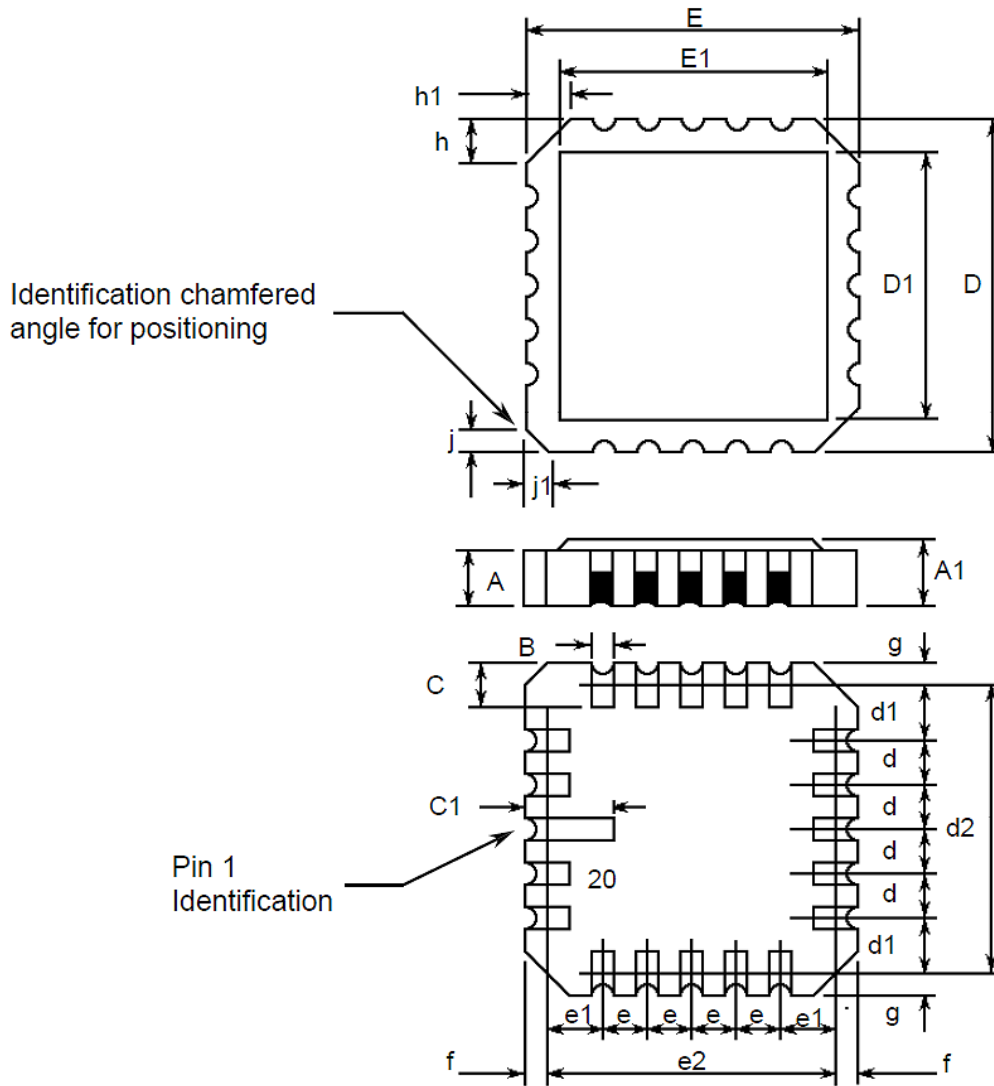 E
E1
h1
h
D1
D
Identification chamfered
angle for positioning
j
j1
A
A1
B
g
C
d1
d
C1
d
d2
d
Pin 1
Identification
20
d
d1
e1 e e e e e1
g
f
e2
f